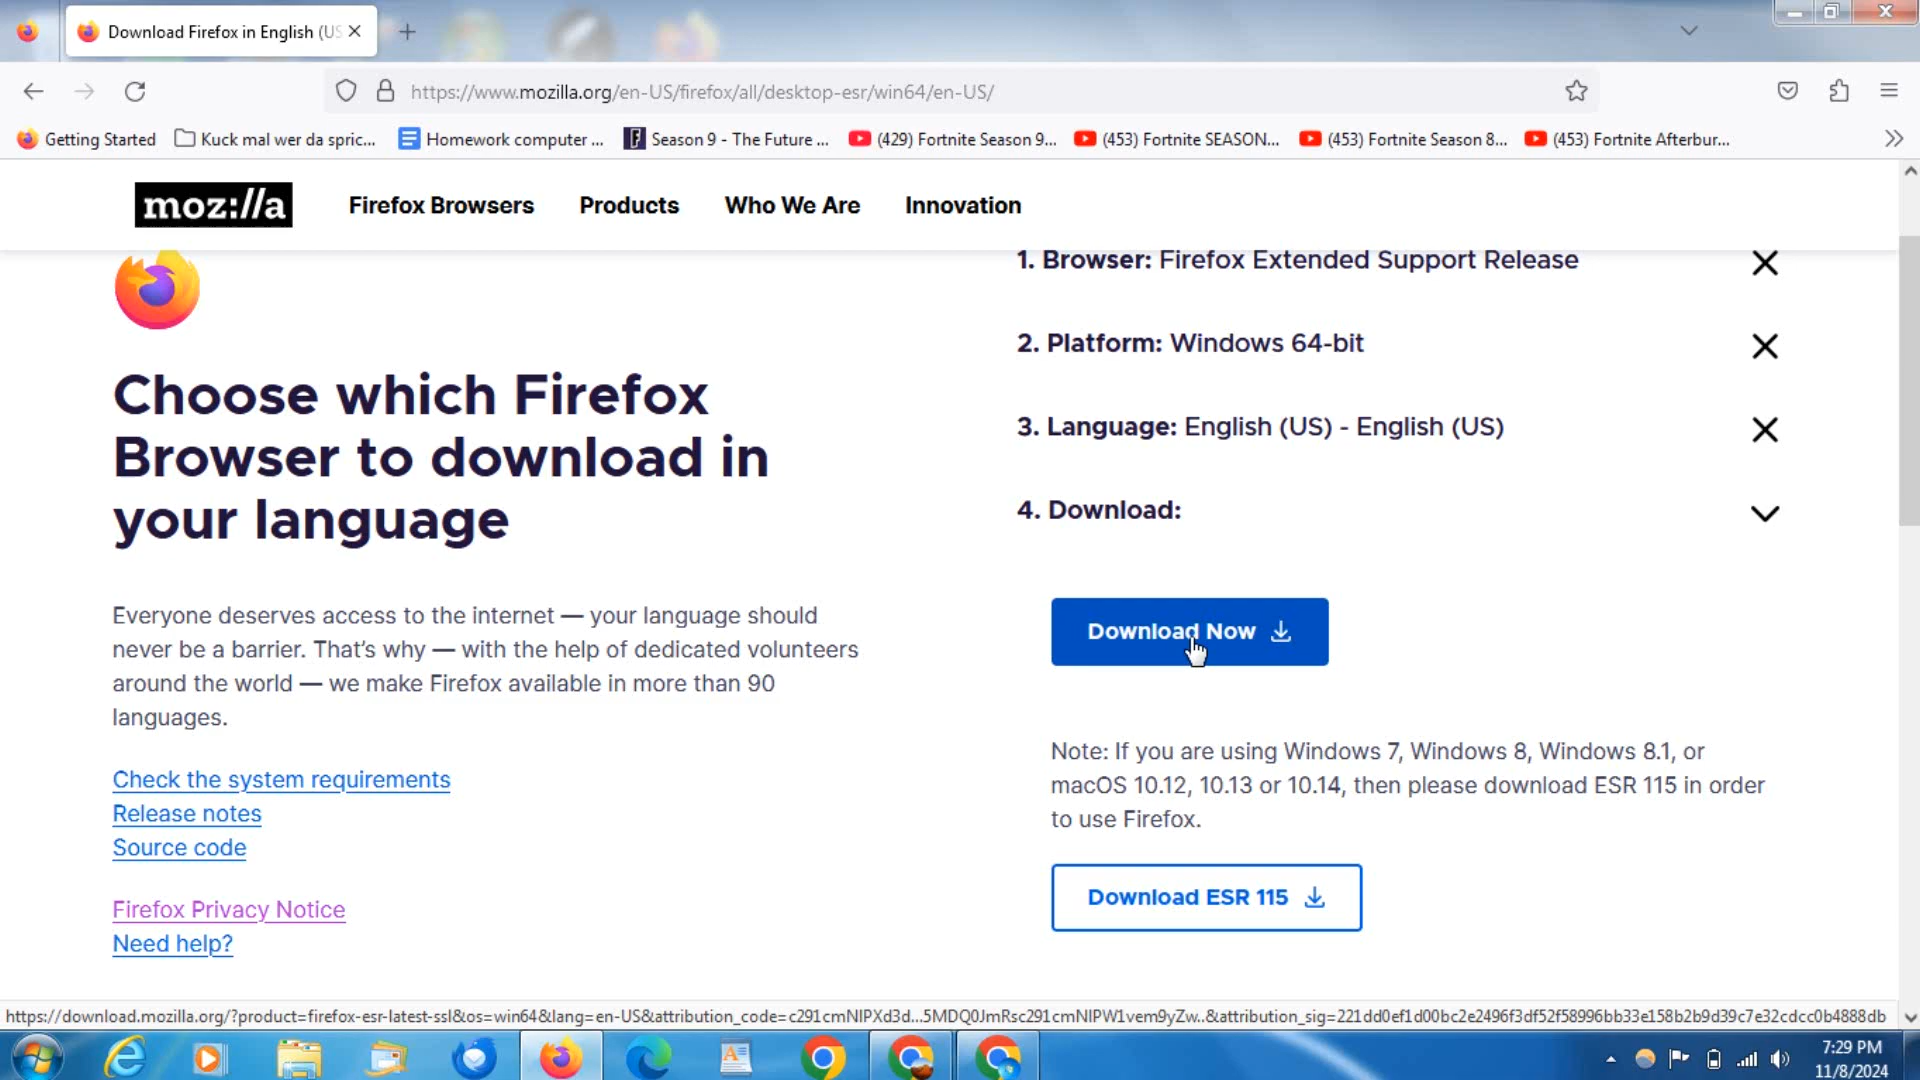 Download Firefox in English (US
https://www.mozilla.org/en-US/firefox/all/desktop-esr/win64/en-US/
Getting Started
Kuck mal wer da spric...
Homework computer ...
Season 9 - The Future ...
(429) Fortnite Season 9...
(453) Fortnite SEASON...
(453) Fortnite Season 8...
(453) Fortnite Afterbur...
moz://a
Firefox Browsers
Products
Who We Are
Innovation
Choose which Firefox
Browser to download in
your language
Everyone deserves access to the internet — your language should
never be a barrier. That's why — with the help of dedicated volunteers
around the world — we make Firefox available in more than 90
languages.
Check the system requirements
Release notes
Source code
Firefox Privacy Notice
Need help?
1. Browser: Firefox Extended Support Release
2. Platform: Windows 64-bit
3. Language: English (US) - English (US)
4. Download:
Download Now
Note: If you are using Windows 7, Windows 8, Windows 8.1, or
macOS 10.12, 10.13 or 10.14, then please download ESR 115 in order
to use Firefox.
Download ESR 115
https://download.mozilla.org/?product=firefox-esr-latest-ssl&os=win64&lang=en-US&attribution_code=c291cmNlPXd3d...5MDQ0JmRsc291cmNlPW1vem9yZw..&attribution_sig=221dd0ef1d00bc2e2496f3df52f58996bb33e158b2b9d39c7e32cdcc0b4888db
7:29 PM
11/8/2024